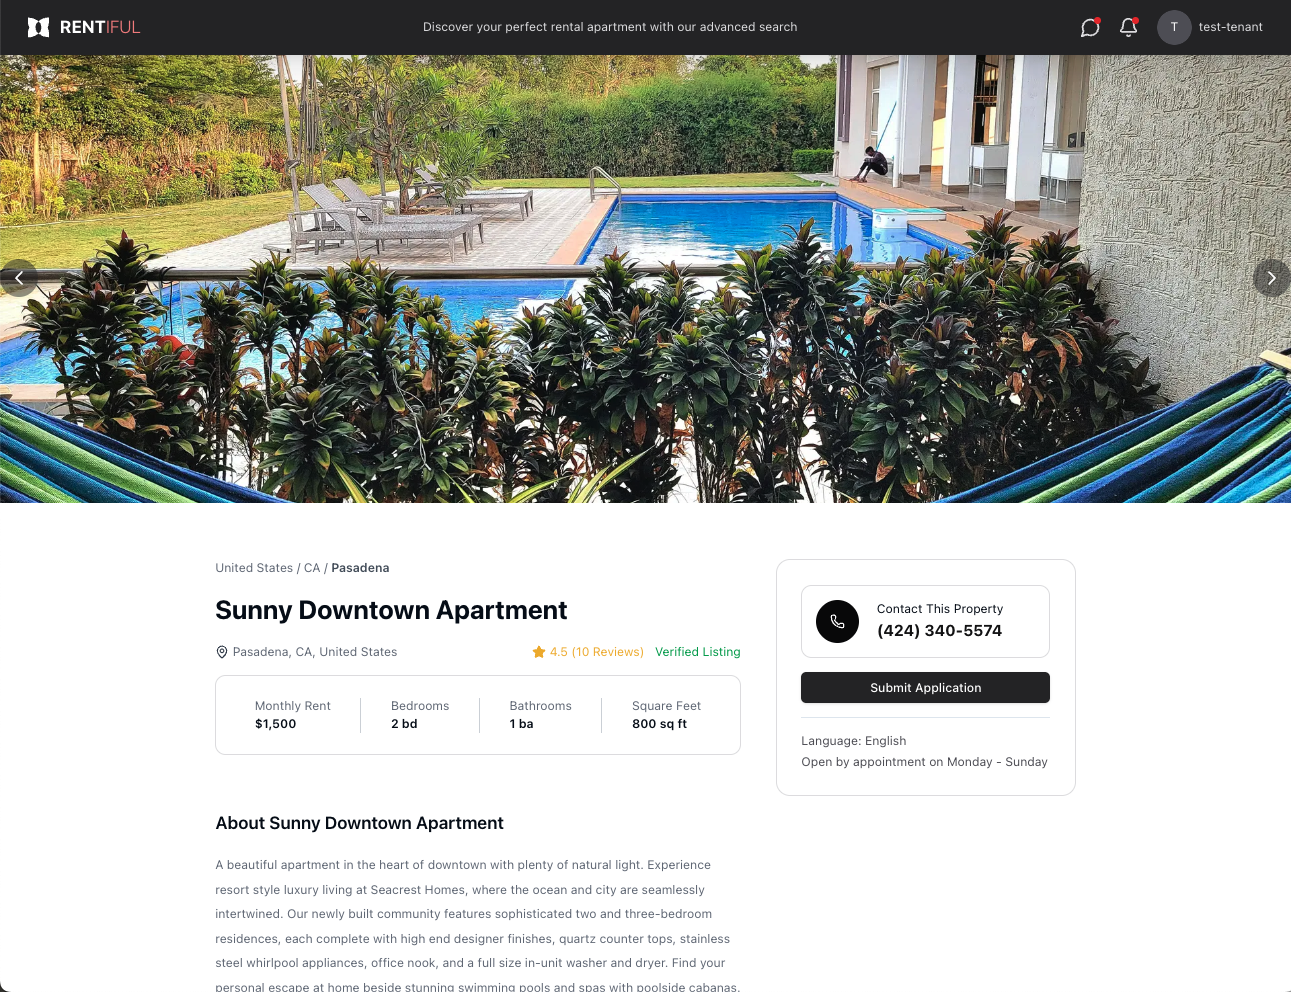 RENTIFUL
Discover your perfect rental apartment with our advanced search
T
test-tenant
United States / CA / Pasadena
Sunny Downtown Apartment
Pasadena, CA, United States
4.5 (10 Reviews)
Verified Listing
Monthly Rent
$1,500
Bedrooms
2 bd
Bathrooms
1 ba
Square Feet
800 sq ft
Contact This Property
(424) 340-5574
Submit Application
Language: English
Open by appointment on Monday - Sunday
About Sunny Downtown Apartment
A beautiful apartment in the heart of downtown with plenty of natural light. Experience
resort style luxury living at Seacrest Homes, where the ocean and city are seamlessly
intertwined. Our newly built community features sophisticated two and three-bedroom
residences, each complete with high end designer finishes, quartz counter tops, stainless
steel whirlpool appliances, office nook, and a full size in-unit washer and dryer. Find your
personal escape at home beside stunning swimming pools and spas with poolside cabanas.